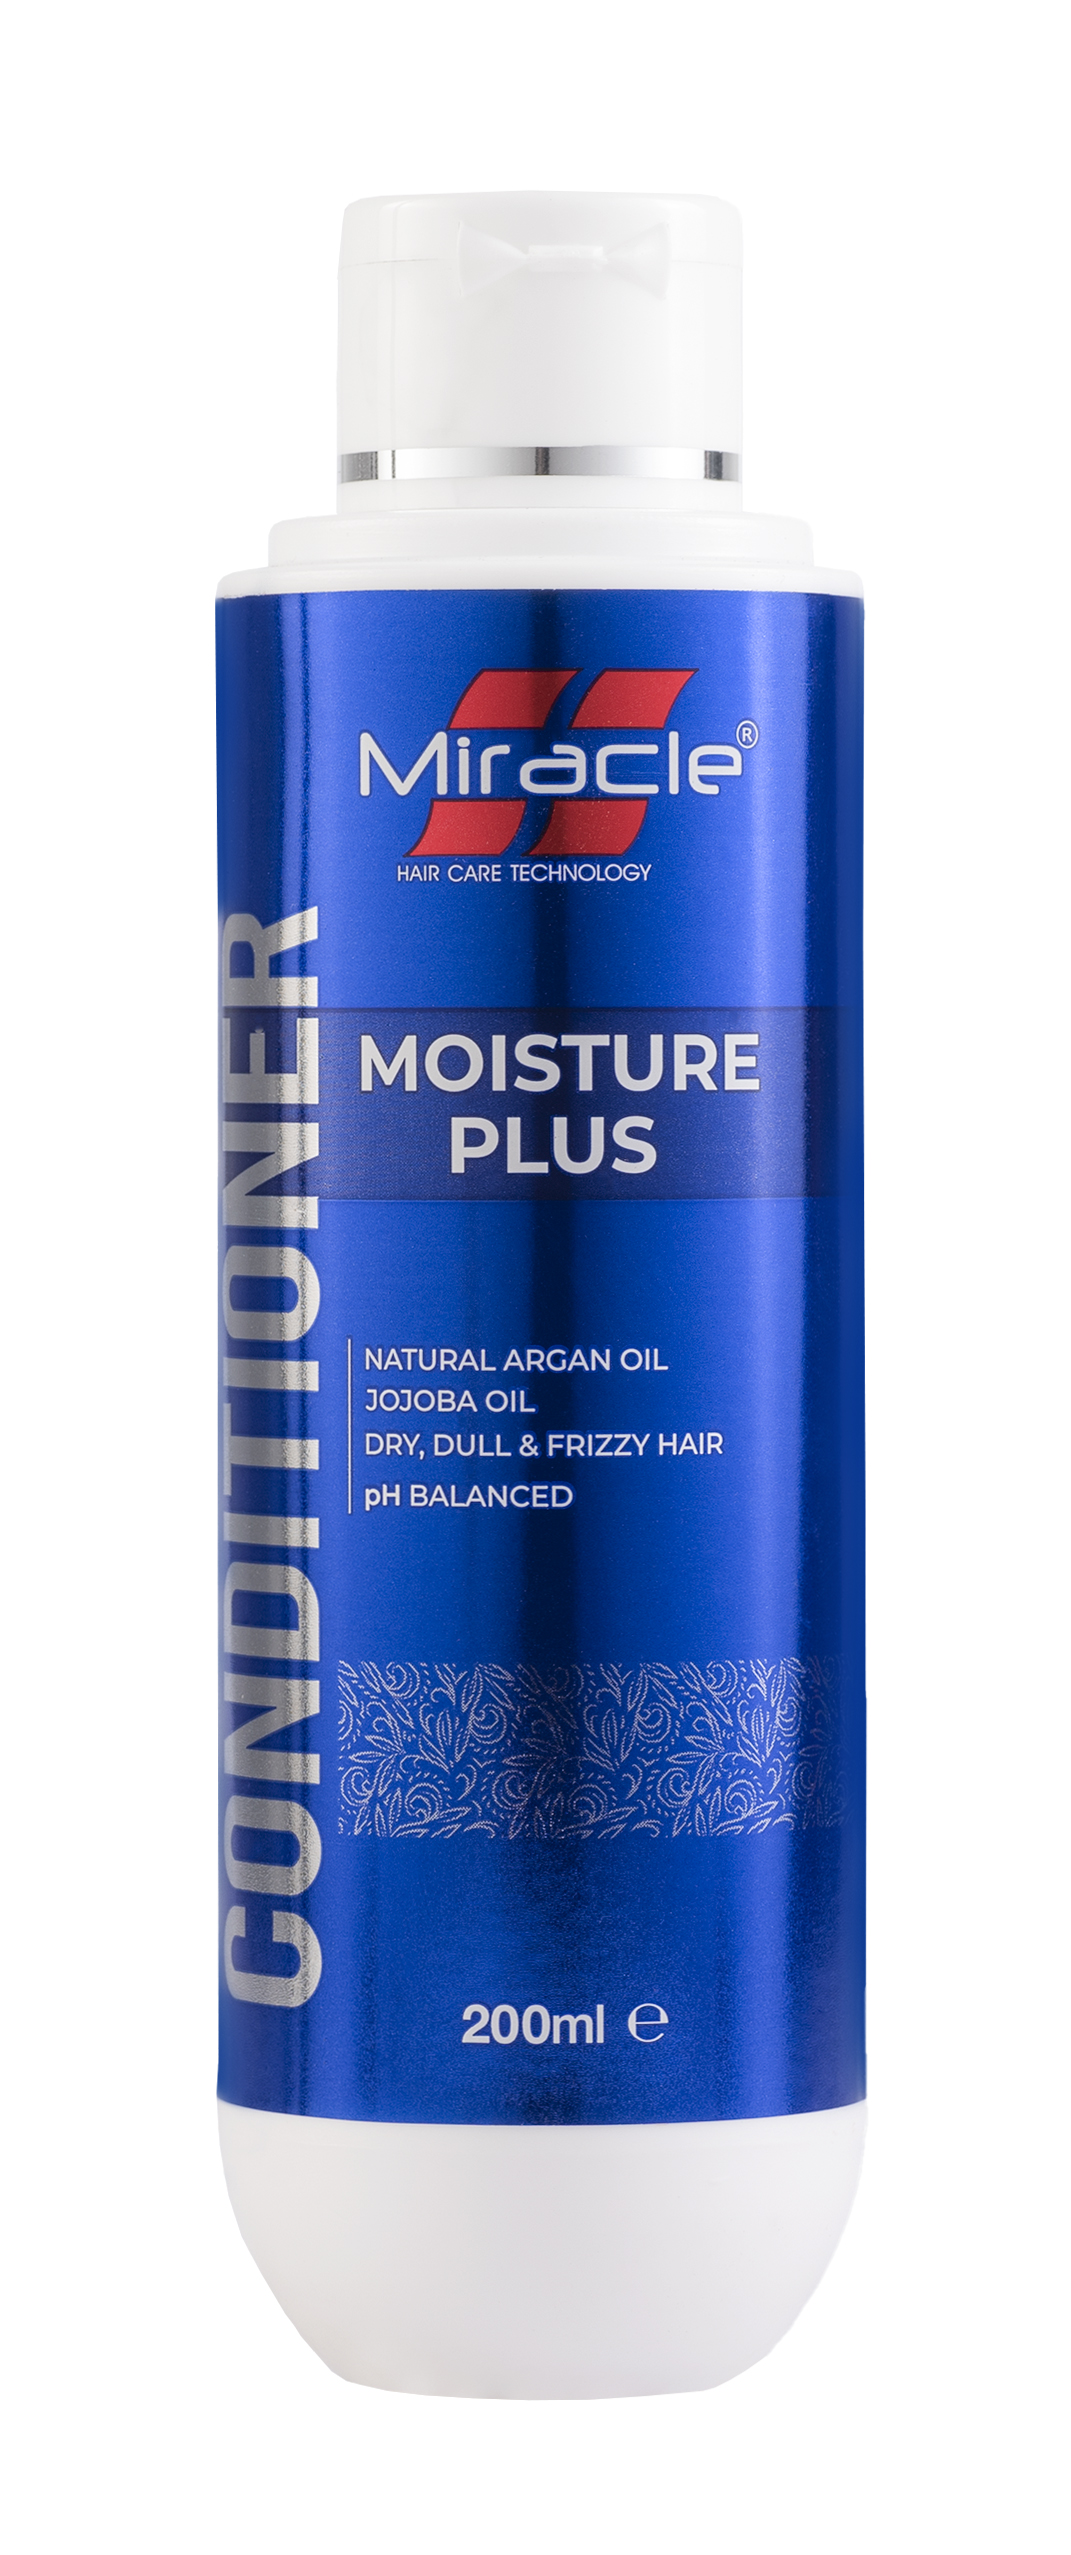 Miracle®
HAIR CARE TECHNOLOGY
MOISTURE
PLUS
CONDITIONER
NATURAL ARGAN OIL
JOJOBA OIL
DRY, DULL & FRIZZY HAIR
pH BALANCED
200ml ℮